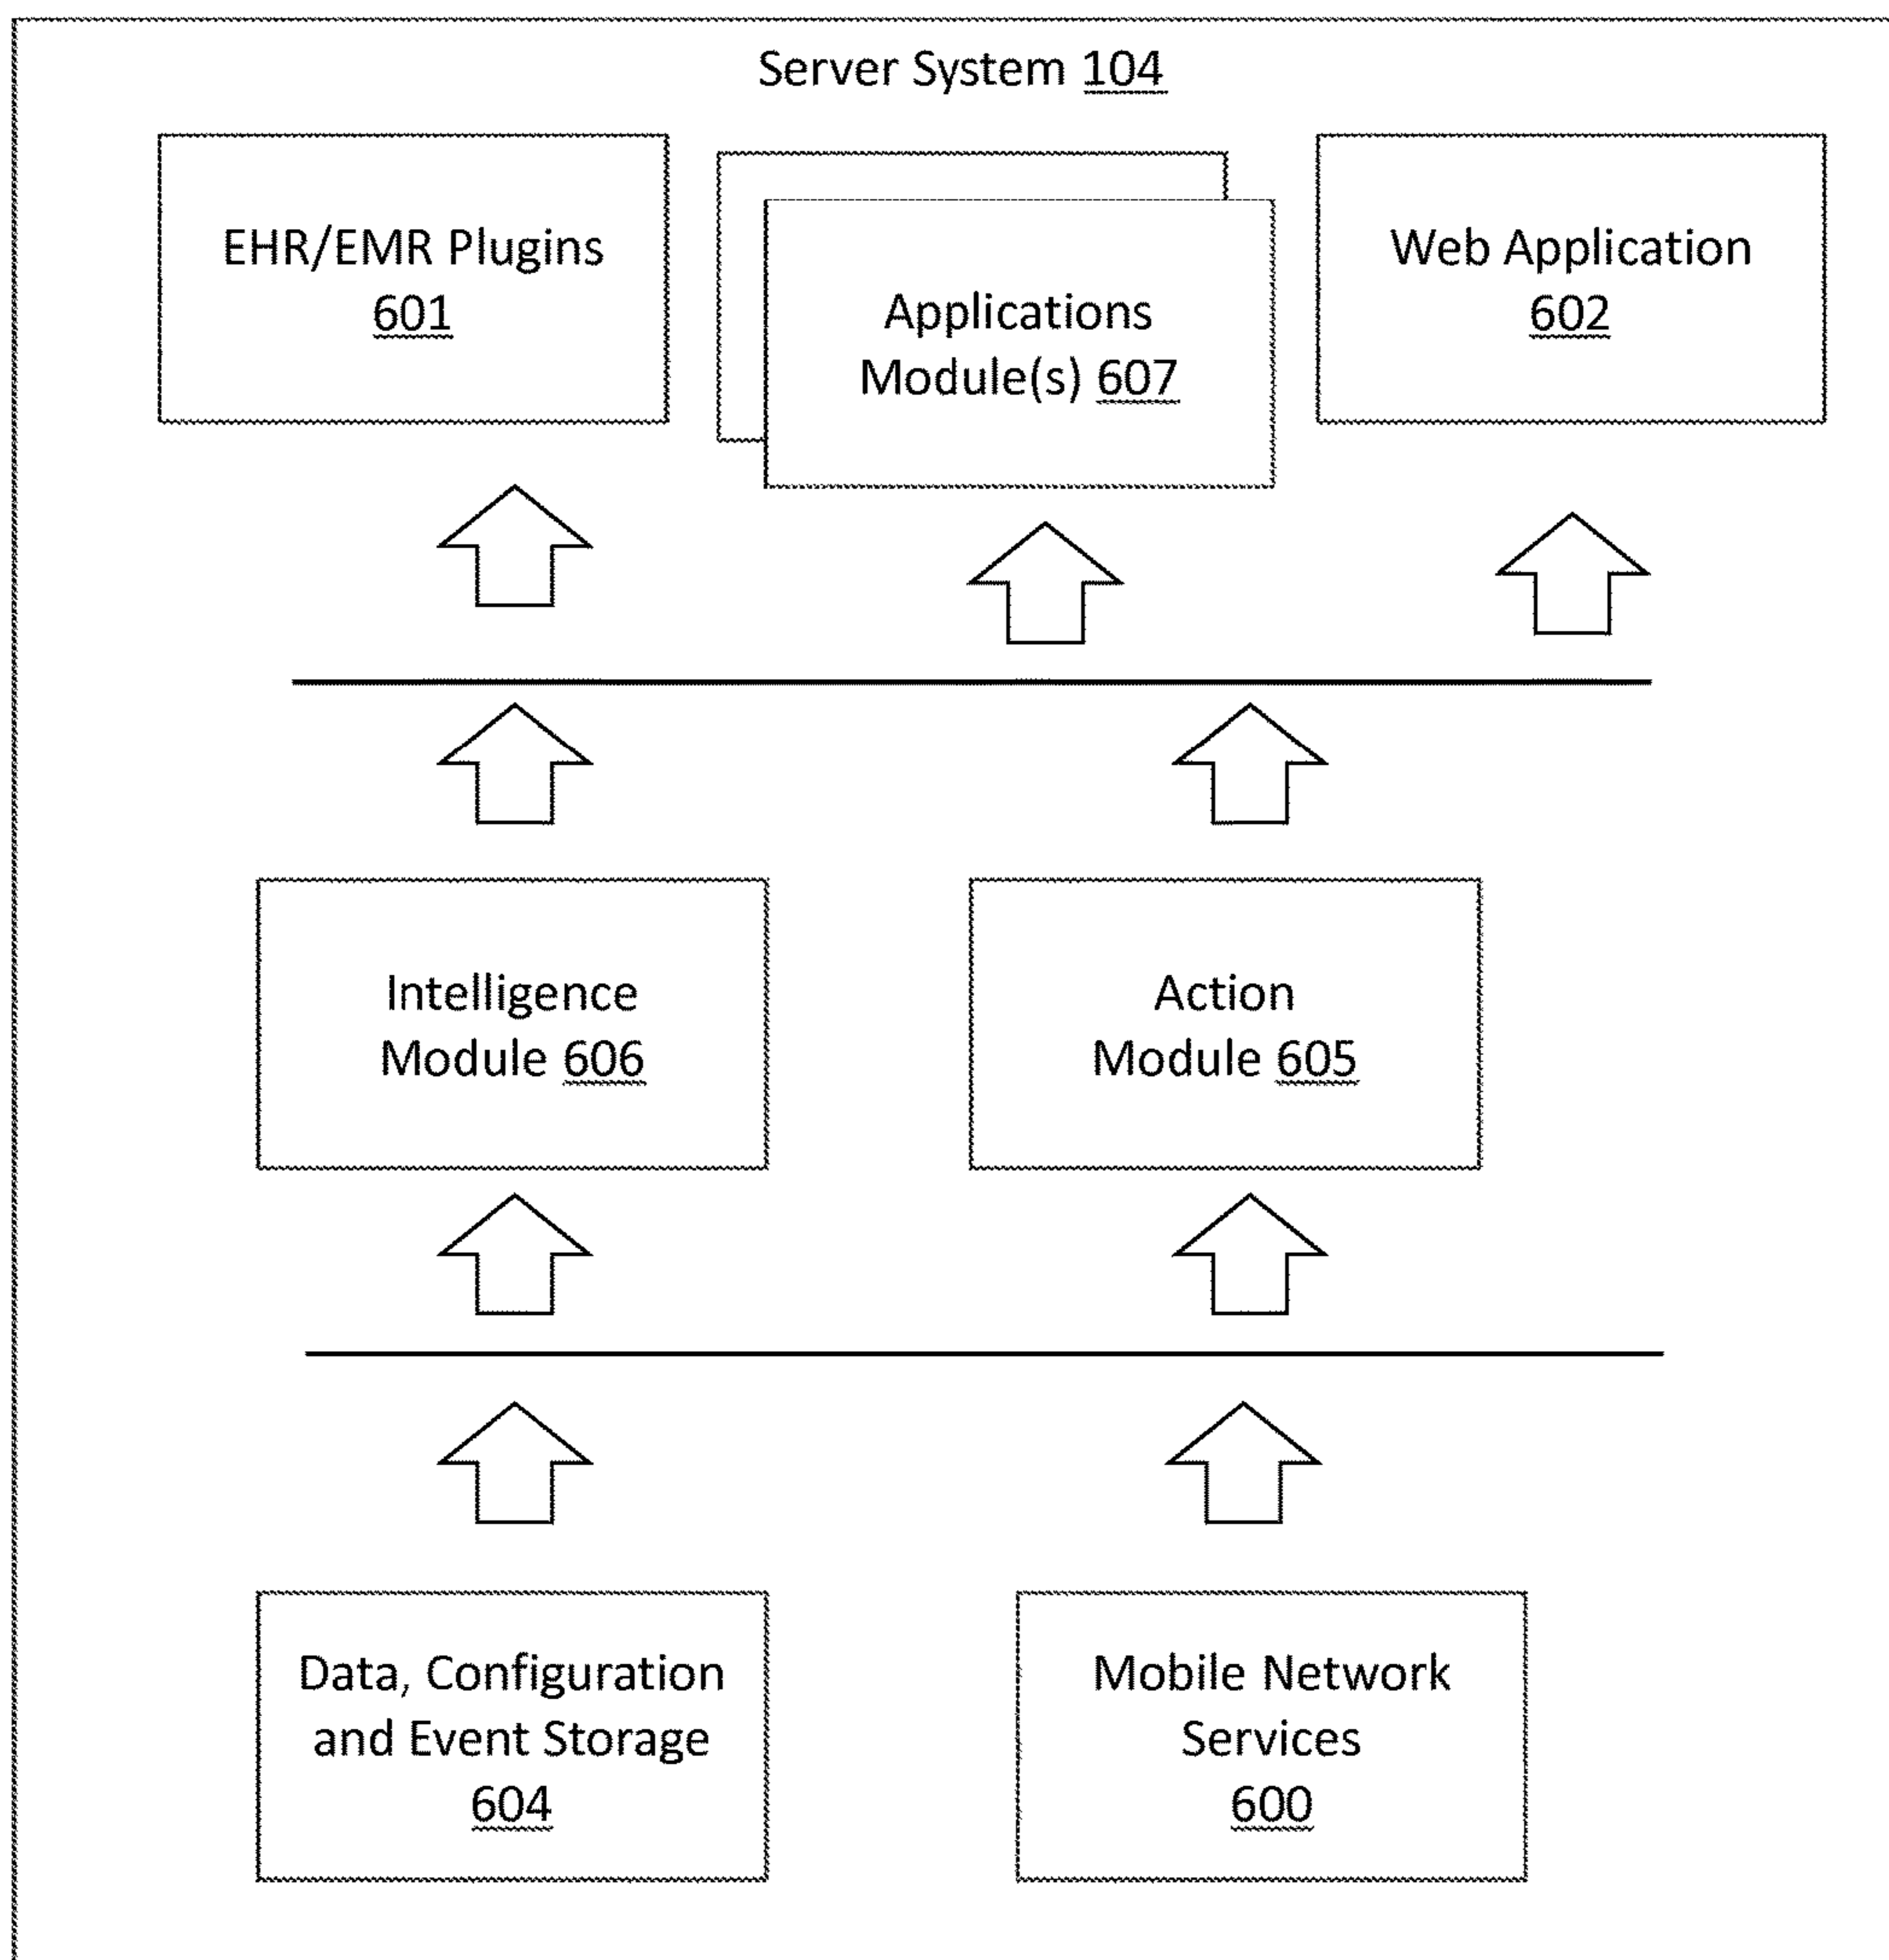 Server System 104
EHR/EMR Plugins
601
Applications
Module(s) 607
Web Application
602
Intelligence
Module 606
Action
Module 605
Data, Configuration
and Event Storage
604
Mobile Network
Services
600